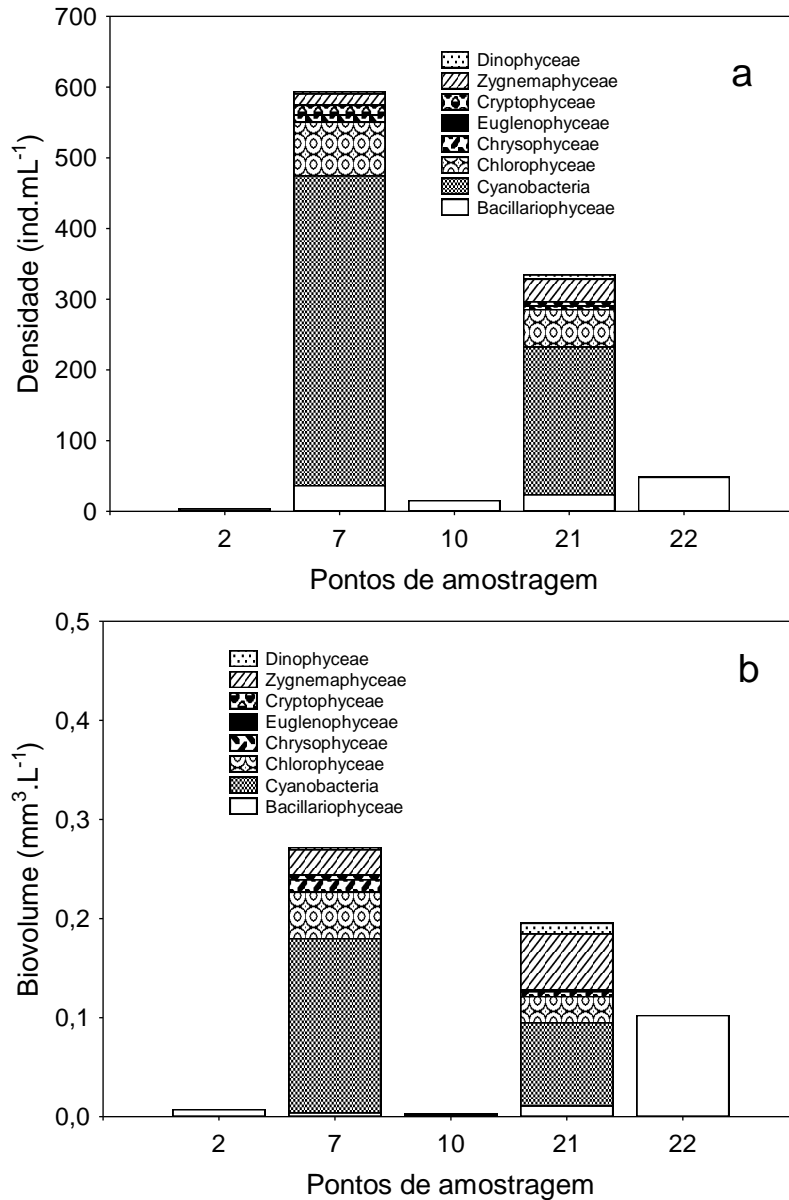 700
600
500
400
300
200
100
0
Densidade (ind.mL⁻¹)
a
Dinophyceae
Zygnemaphyceae
Cryptophyceae
Euglenophyceae
Chrysophyceae
Chlorophyceae
Cyanobacteria
Bacillariophyceae
2 7 10 21 22
Pontos de amostragem
0,5
0,4
0,3
0,2
0,1
0,0
Biovolume (mm³.L⁻¹)
b
Dinophyceae
Zygnemaphyceae
Cryptophyceae
Euglenophyceae
Chrysophyceae
Chlorophyceae
Cyanobacteria
Bacillariophyceae
2 7 10 21 22
Pontos de amostragem